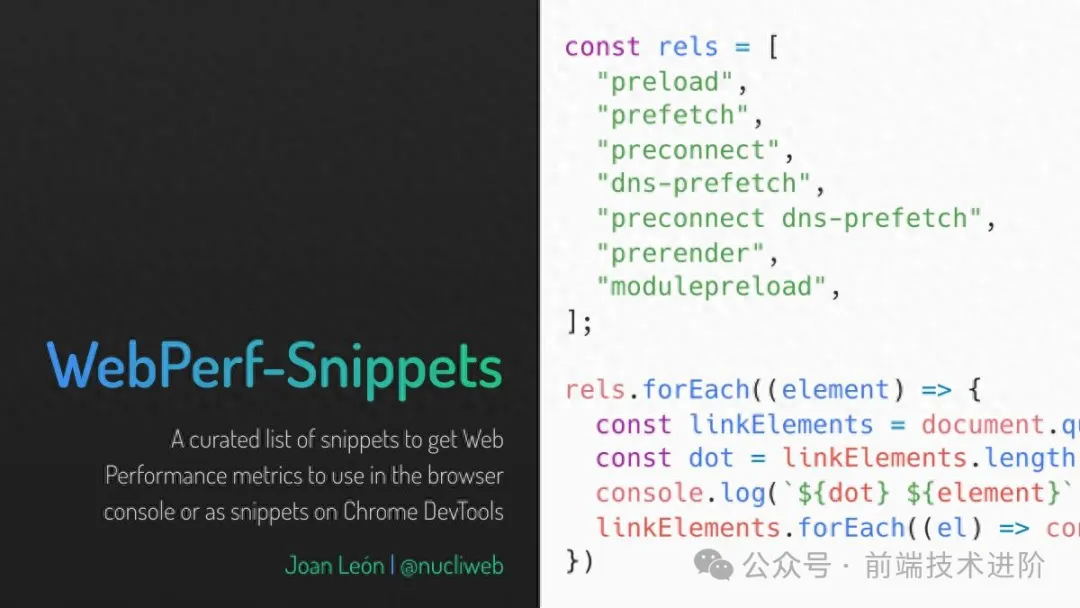 WebPerf-Snippets
A curated list of snippets to get Web
Performance metrics to use in the browser
console or as snippets on Chrome DevTools
Joan León | @nucliweb
const rels = [
  "preload",
  "prefetch",
  "preconnect",
  "dns-prefetch",
  "preconnect dns-prefetch",
  "prerender",
  "modulepreload",
];
rels.forEach((element) => {
  const linkElements = document.qu
  const dot = linkElements.length
  console.log(`${dot} ${element}`
  linkElements.forEach((el) => con
})
公众号 · 前端技术进阶